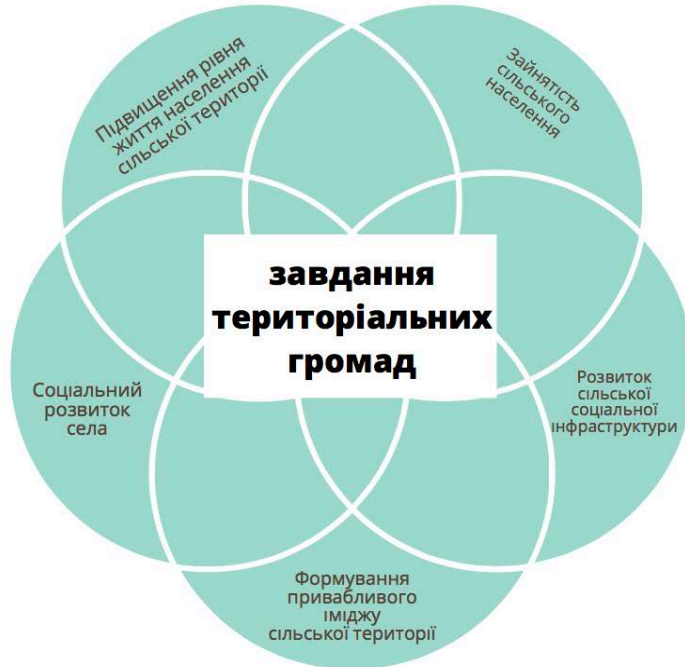 Підвищення рівня
життя населення
сільської території
Зайнятість
сільського
населення
завдання
територіальних
громад
Соціальний
розвиток
села
Розвиток
сільської
соціальної
інфраструктури
Формування
привабливого
іміджу
сільської території